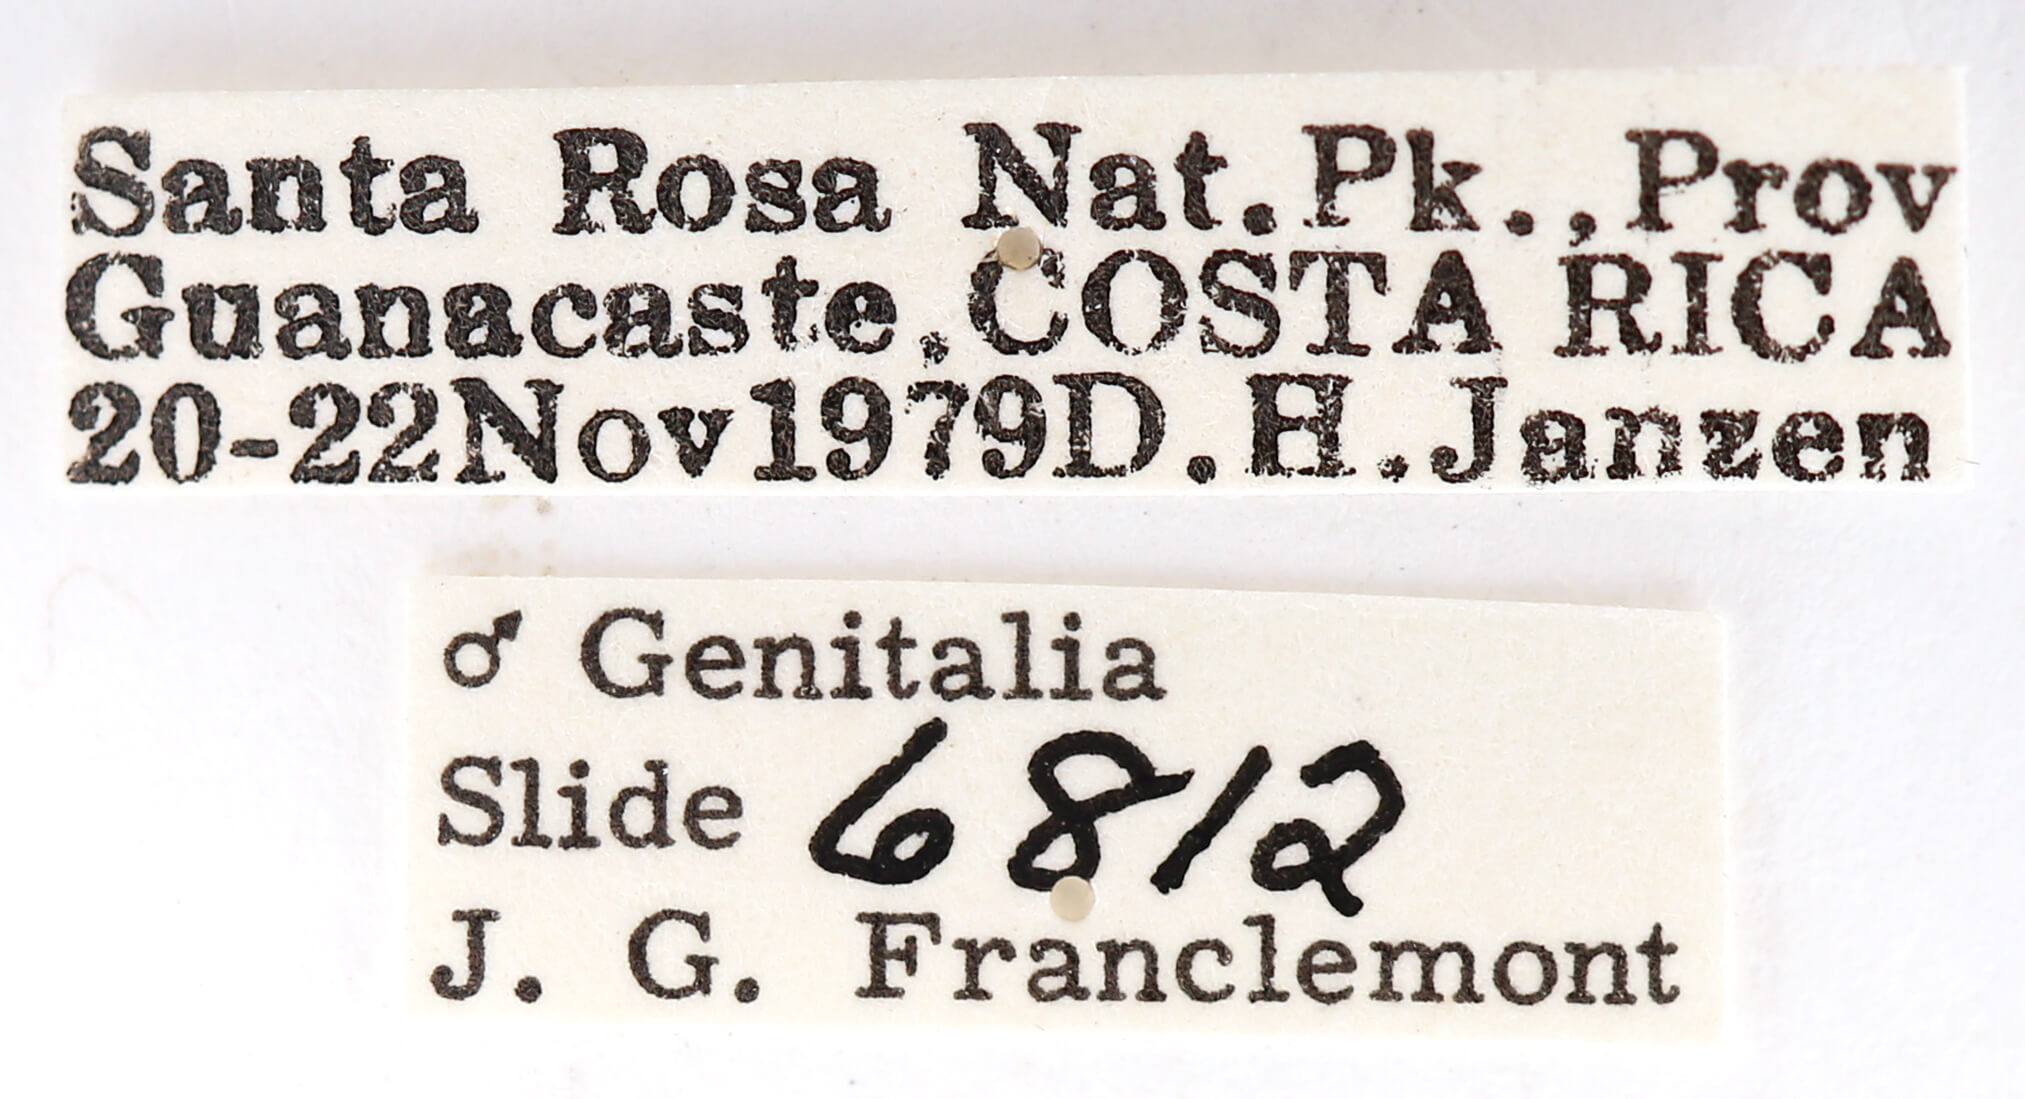 Santa Rosa Nat.Pk.,Prov
Guanacaste,COSTA RICA
20-22Nov1979D.H.Janzen
♂ Genitalia
Slide 6812
J. G. Franclemont